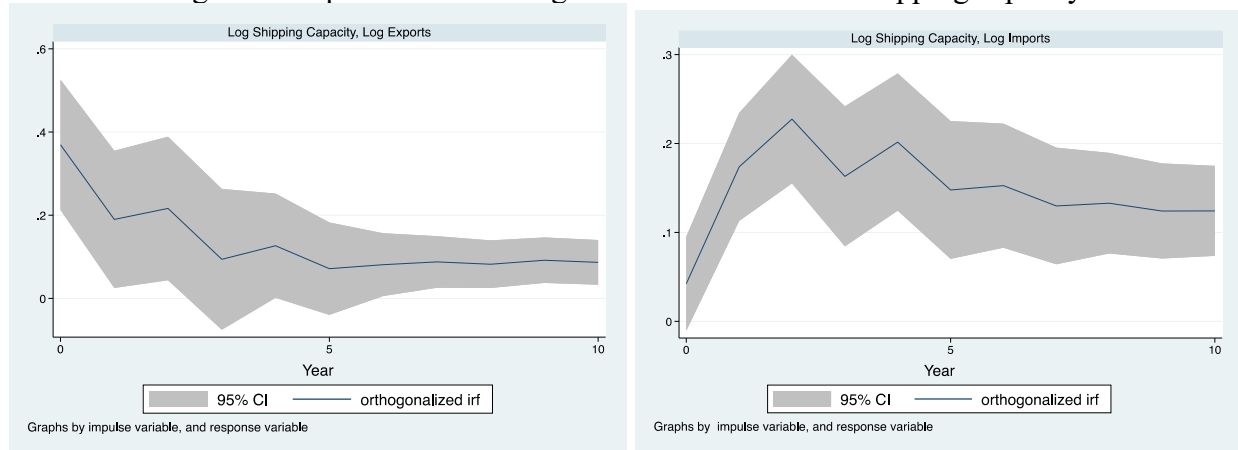 Log Shipping Capacity, Log Exports
.6
.4
.2
0
0 5 10
Year
95% CI orthogonalized irf
Graphs by impulse variable, and response variable
Log Shipping Capacity, Log Imports
.3
.2
.1
0
0 5 10
Year
95% CI orthogonalized irf
Graphs by impulse variable, and response variable